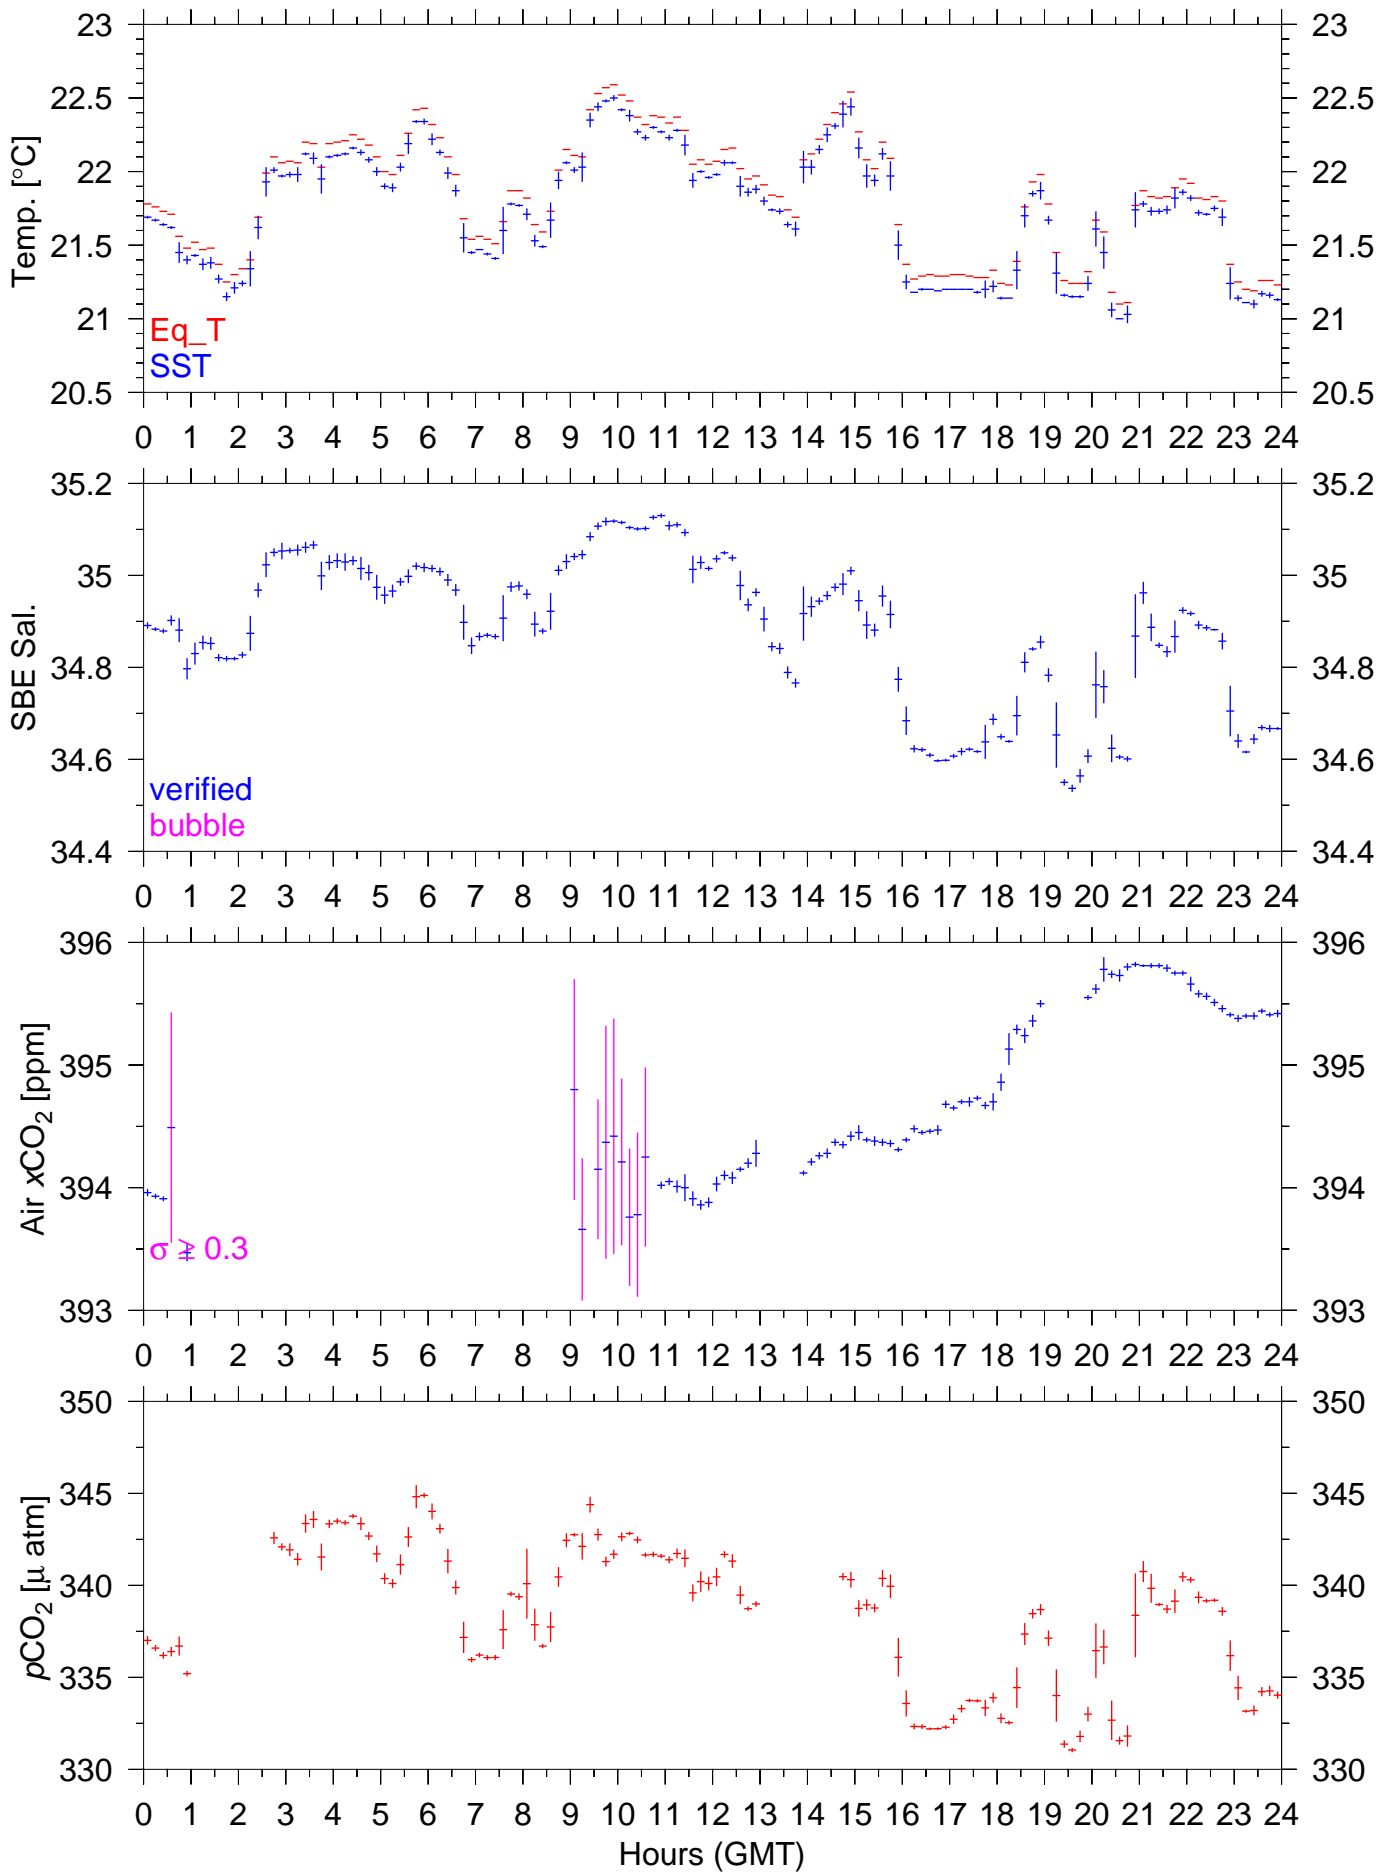 23 23
22.5 22.5
22 22
21.5 21.5
21 21
20.5 20.5
Temp. [°C]
Eq_T
SST
0 1 2 3 4 5 6 7 8 9 10 11 12 13 14 15 16 17 18 19 20 21 22 23 24
35.2 35.2
35 35
34.8 34.8
34.6 34.6
34.4 34.4
SBE Sal.
verified
bubble
0 1 2 3 4 5 6 7 8 9 10 11 12 13 14 15 16 17 18 19 20 21 22 23 24
396 396
395 395
394 394
393 393
Air xCO₂ [ppm]
σ ≥ 0.3
0 1 2 3 4 5 6 7 8 9 10 11 12 13 14 15 16 17 18 19 20 21 22 23 24
350 350
345 345
340 340
335 335
330 330
pCO₂ [μ atm]
0 1 2 3 4 5 6 7 8 9 10 11 12 13 14 15 16 17 18 19 20 21 22 23 24
Hours (GMT)